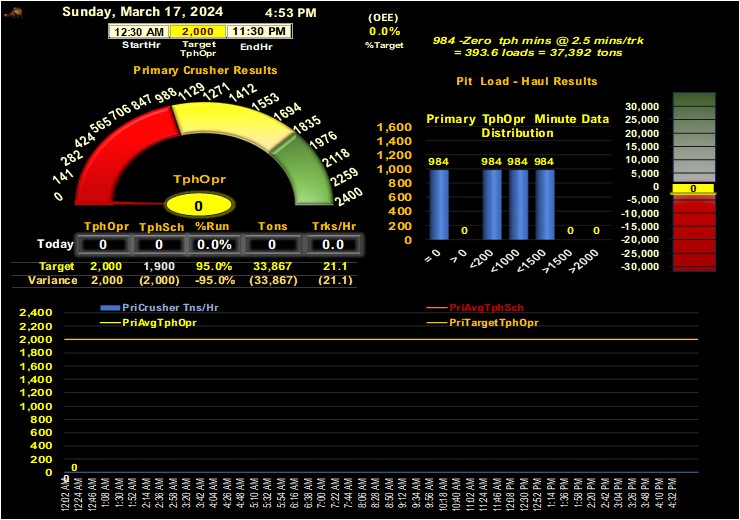 Sunday, March 17, 2024 4:53 PM
(OEE)
12:30 AM 2,000 11:30 PM
0.0%
StartHr Target TphOpr EndHr
%Target
984 -Zero tph mins @ 2.5 mins/trk
= 393.6 loads = 37,392 tons
Primary Crusher Results
0 141 282 424 565 706 847 988 1129 1271 1412 1553 1694 1835 1976 2118 2259 2400
TphOpr
0
TphOpr TphSch %Run Tons Trks/Hr
Today 0 0 0.0% 0 0.0
Target 2,000 1,900 95.0% 33,867 21.1
Variance 2,000 (2,000) -95.0% (33,867) (21.1)
Pit Load - Haul Results
Primary TphOpr Minute Data
Distribution
1,600
1,400
1,200
1,000
800
600
400
200
0
984 0 984 984 984 0 0
= 0 > 0 <200 <1000 <1500 >1500 >2000
30,000
25,000
20,000
15,000
10,000
5,000
0 0
-5,000
-10,000
-15,000
-20,000
-25,000
-30,000
PriCrusher Tns/Hr PriAvgTphSch
PriAvgTphOpr PriTargetTphOpr
2,400
2,200
2,000
1,800
1,600
1,400
1,200
1,000
800
600
400
200
0
0
0
12:02 AM 12:24 AM 12:46 AM 1:08 AM 1:30 AM 1:52 AM 2:14 AM 2:36 AM 2:58 AM 3:20 AM 3:42 AM 4:04 AM 4:26 AM 4:48 AM 5:10 AM 5:32 AM 5:54 AM 6:16 AM 6:38 AM 7:00 AM 7:22 AM 7:44 AM 8:06 AM 8:28 AM 8:50 AM 9:12 AM 9:34 AM 9:56 AM 10:18 AM 10:40 AM 11:02 AM 11:24 AM 11:46 AM 12:08 PM 12:30 PM 12:52 PM 1:14 PM 1:36 PM 1:58 PM 2:20 PM 2:42 PM 3:04 PM 3:26 PM 3:48 PM 4:10 PM 4:32 PM